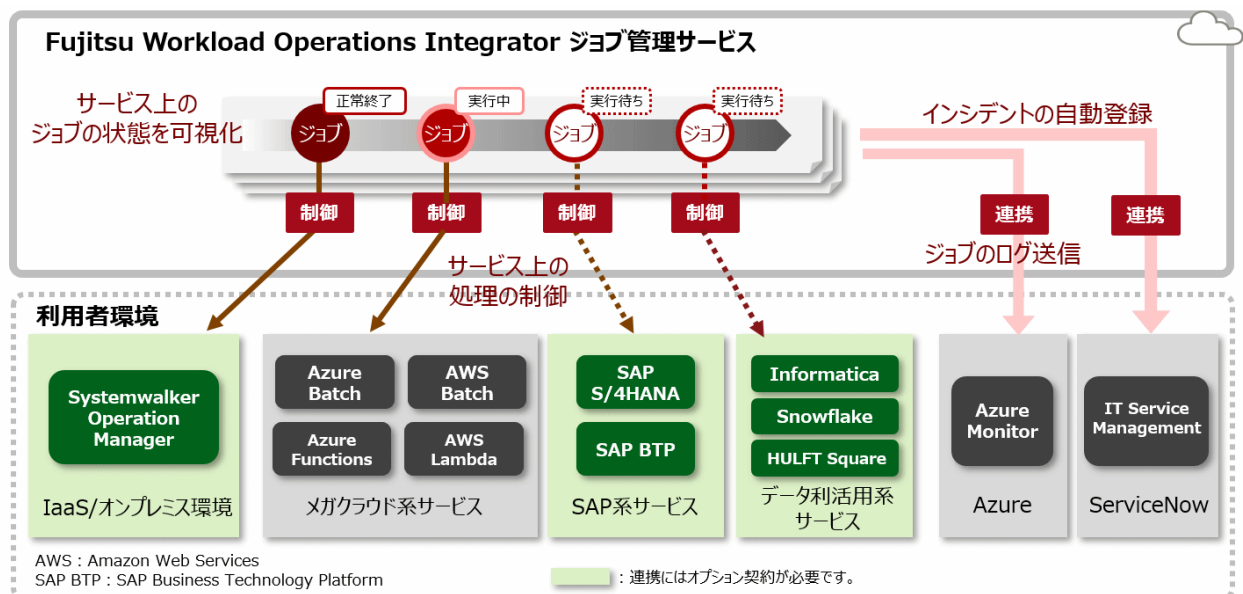 Fujitsu Workload Operations Integrator ジョブ管理サービス
サービス上の
ジョブの状態を可視化
正常終了
実行中
実行待ち
実行待ち
ジョブ
ジョブ
ジョブ
ジョブ
インシデントの自動登録
制御
制御
制御
制御
連携
連携
ジョブのログ送信
サービス上の
処理の制御
利用者環境
Systemwalker
Operation
Manager
IaaS/オンプレミス環境
Azure
Batch
AWS
Batch
Azure
Functions
AWS
Lambda
メガクラウド系サービス
SAP
S/4HANA
SAP BTP
SAP系サービス
Informatica
Snowflake
HULFT Square
データ利活用系
サービス
Azure
Monitor
Azure
IT Service
Management
ServiceNow
AWS : Amazon Web Services
SAP BTP : SAP Business Technology Platform
: 連携にはオプション契約が必要です。